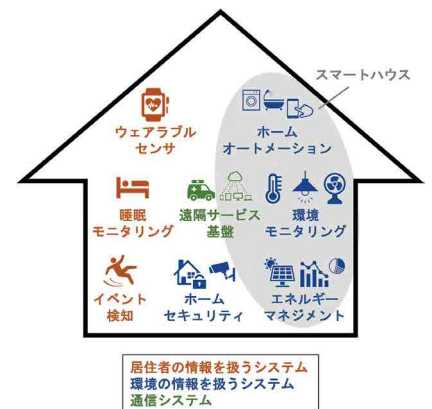 スマートハウス
ウェアラブル
センサ
ホーム
オートメーション
睡眠
モニタリング
遠隔サービス
基盤
環境
モニタリング
イベント
検知
ホーム
セキュリティ
エネルギー
マネジメント
居住者の情報を扱うシステム
環境の情報を扱うシステム
通信システム